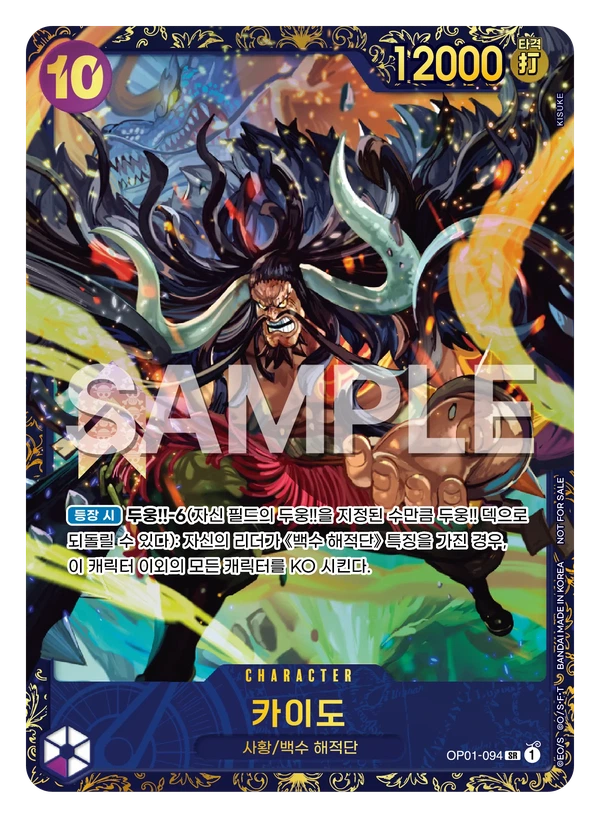 10
12000
타격
打
KISUKE
SAMPLE
등장 시 두웅!!-6(자신 필드의 두웅!!을 지정된 수만큼 두웅!! 덱으로
되돌릴 수 있다): 자신의 리더가 《백수 해적단》 특징을 가진 경우,
이 캐릭터 이외의 모든 캐릭터를 KO 시킨다.
©E.O/S. ©O./S.F.T BANDAI MADE IN KOREA NOT FOR SALE
CHARACTER
카이도
사황/백수 해적단
OP01-094 SR 1